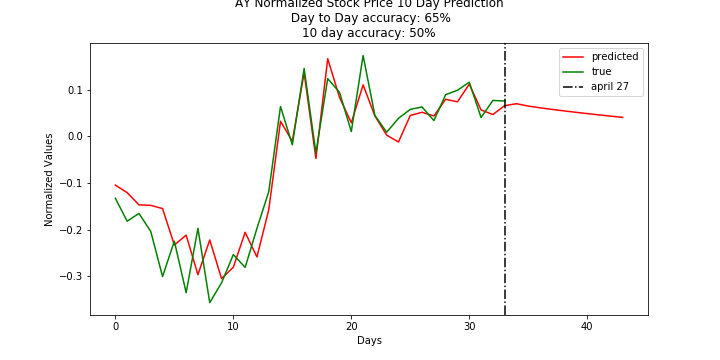 AY Normalized Stock Price 10 Day Prediction
Day to Day accuracy: 65%
10 day accuracy: 50%
predicted
true
april 27
0.1
0.0
−0.1
−0.2
−0.3
Normalized Values
0 10 20 30 40
Days